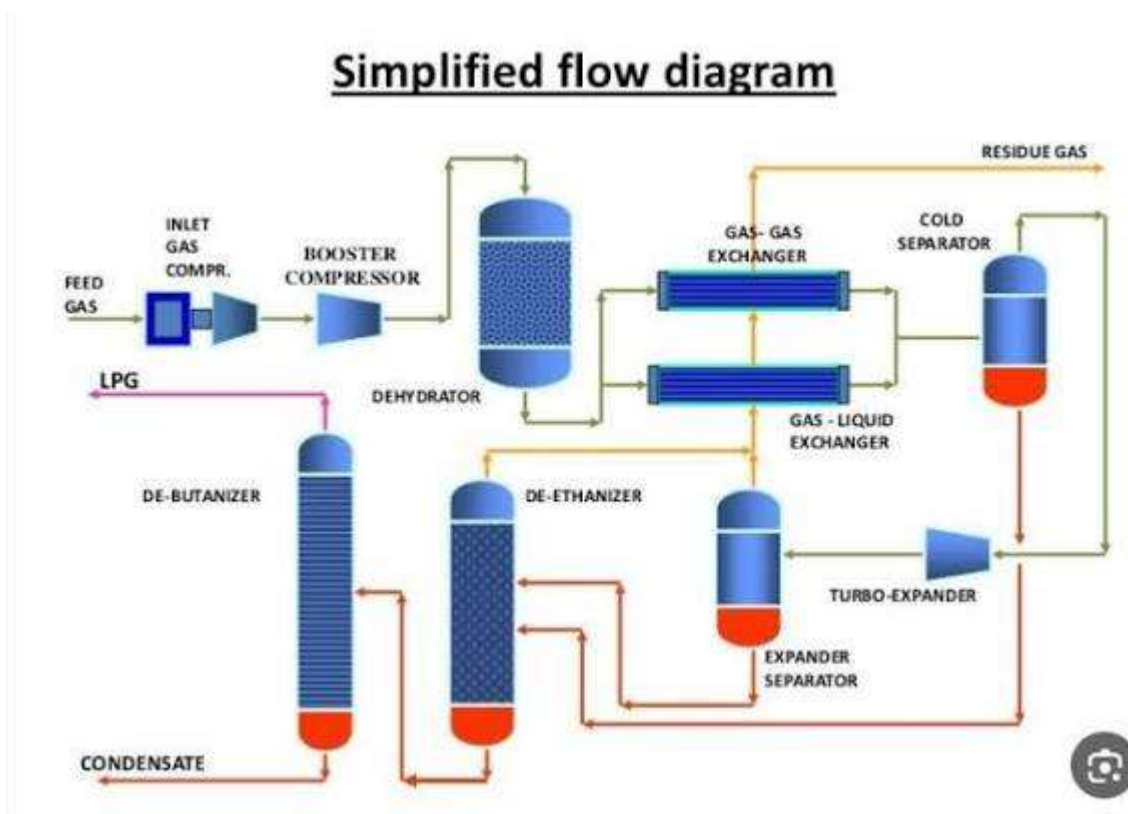 Simplified flow diagram
RESIDUE GAS
INLET
GAS
COMPR.
BOOSTER
COMPRESSOR
GAS- GAS
EXCHANGER
COLD
SEPARATOR
FEED
GAS
LPG
DEHYDRATOR
GAS - LIQUID
EXCHANGER
DE-BUTANIZER
DE-ETHANIZER
TURBO-EXPANDER
EXPANDER
SEPARATOR
CONDENSATE